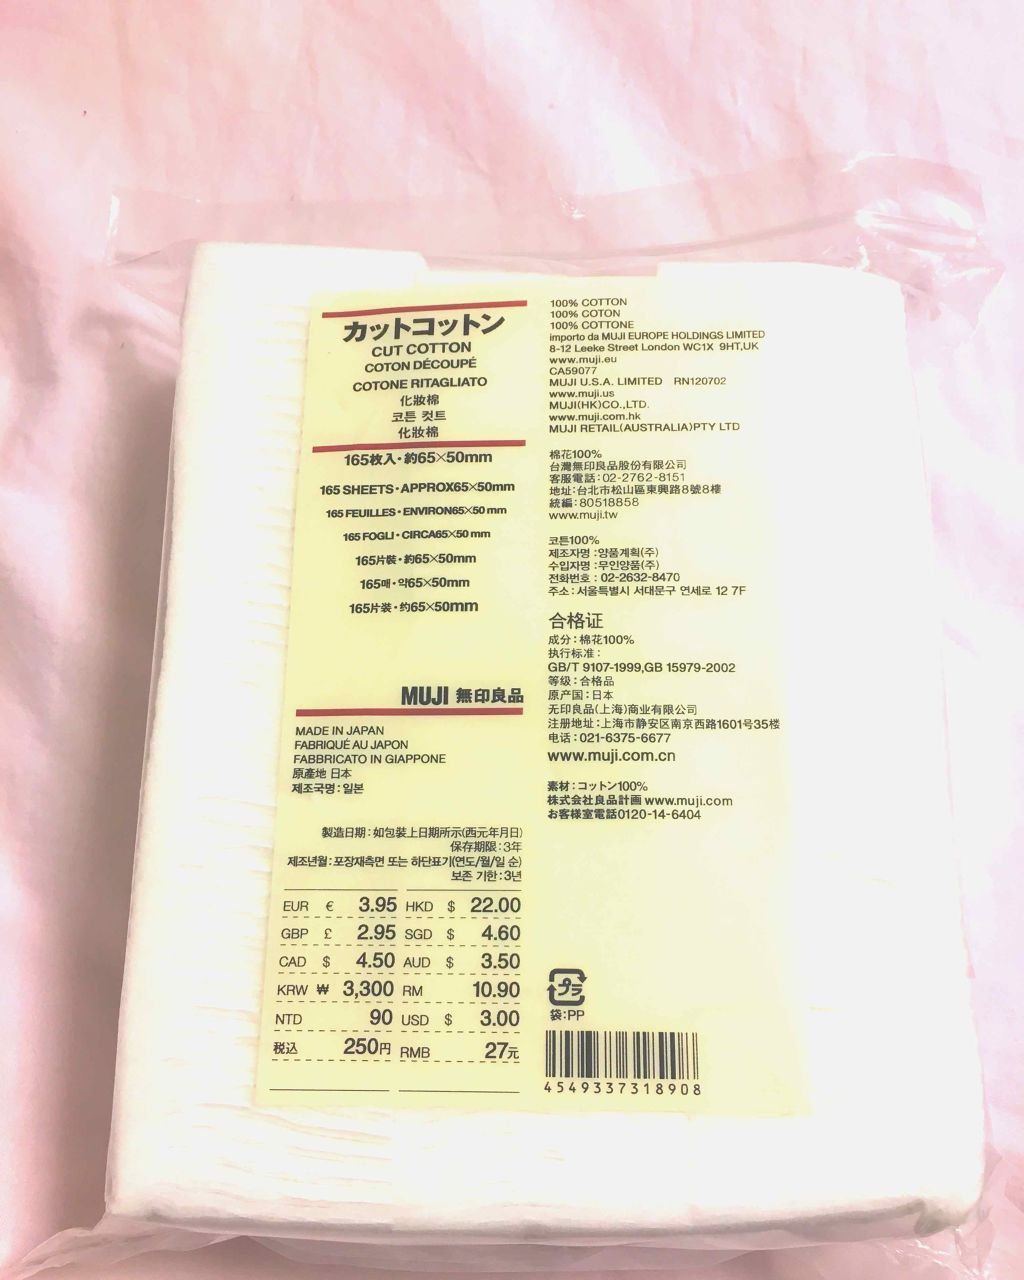 カットコットン
CUT COTTON
COTON DÉCOUPÉ
COTONE RITAGLIATO
化妝棉
코튼 컷트
化妝棉
165枚入・約65×50mm
165 SHEETS・APPROX65×50mm
165 FEUILLES・ENVIRON65×50 mm
165 FOGLI・CIRCA65×50 mm
165片裝・約65×50mm
165매・약65×50mm
165片装・约65×50mm
MUJI 無印良品
MADE IN JAPAN
FABRIQUÉ AU JAPON
FABBRICATO IN GIAPPONE
原產地 日本
제조국명:일본
製造日期:如包裝上日期所示(西元年月日)
保存期限:3年
제조년월:포장재측면 또는 하단표기(연도/월/일 순)
보존 기한:3년
EUR € 3.95 HKD $ 22.00
GBP £ 2.95 SGD $ 4.60
CAD $ 4.50 AUD $ 3.50
KRW ₩ 3,300 RM 10.90
NTD 90 USD $ 3.00
税込 250円 RMB 27元
100% COTTON
100% COTON
100% COTTONE
importo da MUJI EUROPE HOLDINGS LIMITED
8-12 Leeke Street London WC1X 9HT,UK
www.muji.eu
CA59077
MUJI U.S.A. LIMITED RN120702
www.muji.us
MUJI(HK)CO.,LTD.
www.muji.com.hk
MUJI RETAIL(AUSTRALIA)PTY LTD
棉花100%
台灣無印良品股份有限公司
客服電話:02-2762-8151
地址:台北市松山區東興路8號8樓
統編:80518858
www.muji.tw
코튼100%
제조자명:양품계획(주)
수입자명:무인양품(주)
전화번호 : 02-2632-8470
주소:서울특별시 서대문구 연세로 12 7F
合格证
成分:棉花100%
执行标准:
GB/T 9107-1999,GB 15979-2002
等级:合格品
原产国:日本
无印良品(上海)商业有限公司
注册地址:上海市静安区南京西路1601号35楼
电话:021-6375-6677
www.muji.com.cn
素材:コットン100%
株式会社良品計画 www.muji.com
お客様室電話0120-14-6404
プラ
袋:PP
4549337318908